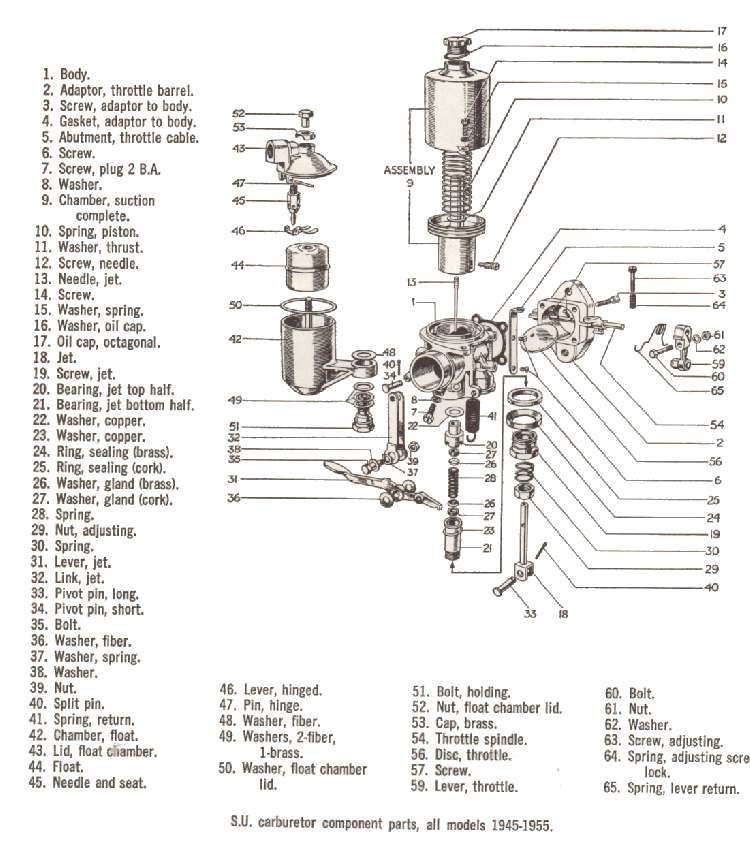 1. Body.
2. Adaptor, throttle barrel.
3. Screw, adaptor to body.
4. Gasket, adaptor to body.
5. Abutment, throttle cable.
6. Screw.
7. Screw, plug 2 B.A.
8. Washer.
9. Chamber, suction
complete.
10. Spring, piston.
11. Washer, thrust.
12. Screw, needle.
13. Needle, jet.
14. Screw.
15. Washer, spring.
16. Washer, oil cap.
17. Oil cap, octagonal.
18. Jet.
19. Screw, jet.
20. Bearing, jet top half.
21. Bearing, jet bottom half.
22. Washer, copper.
23. Washer, copper.
24. Ring, sealing (brass).
25. Ring, sealing (cork).
26. Washer, gland (brass).
27. Washer, gland (cork).
28. Spring.
29. Nut, adjusting.
30. Spring.
31. Lever, jet.
32. Link, jet.
33. Pivot pin, long.
34. Pivot pin, short.
35. Bolt.
36. Washer, fiber.
37. Washer, spring.
38. Washer.
39. Nut.
40. Split pin.
41. Spring, return.
42. Chamber, float.
43. Lid, float chamber.
44. Float.
45. Needle and seat.
52
53
43
47
45
46
44
50
42
48
40
34
49
51
32
38
35
31
36
39
37
ASSEMBLY
9
13
1
8
7
22
41
20
27
26
28
26
27
23
21
17
16
14
15
10
11
12
4
5
57
63
3
64
61
62
59
60
65
54
2
56
6
25
24
19
30
29
40
33
18
46. Lever, hinged.
47. Pin, hinge.
48. Washer, fiber.
49. Washers, 2-fiber,
1-brass.
50. Washer, float chamber
lid.
51. Bolt, holding.
52. Nut, float chamber lid.
53. Cap, brass.
54. Throttle spindle.
56. Disc, throttle.
57. Screw.
59. Lever, throttle.
60. Bolt.
61. Nut.
62. Washer.
63. Screw, adjusting.
64. Spring, adjusting scre
lock.
65. Spring, lever return.
S.U. carburetor component parts, all models 1945-1955.